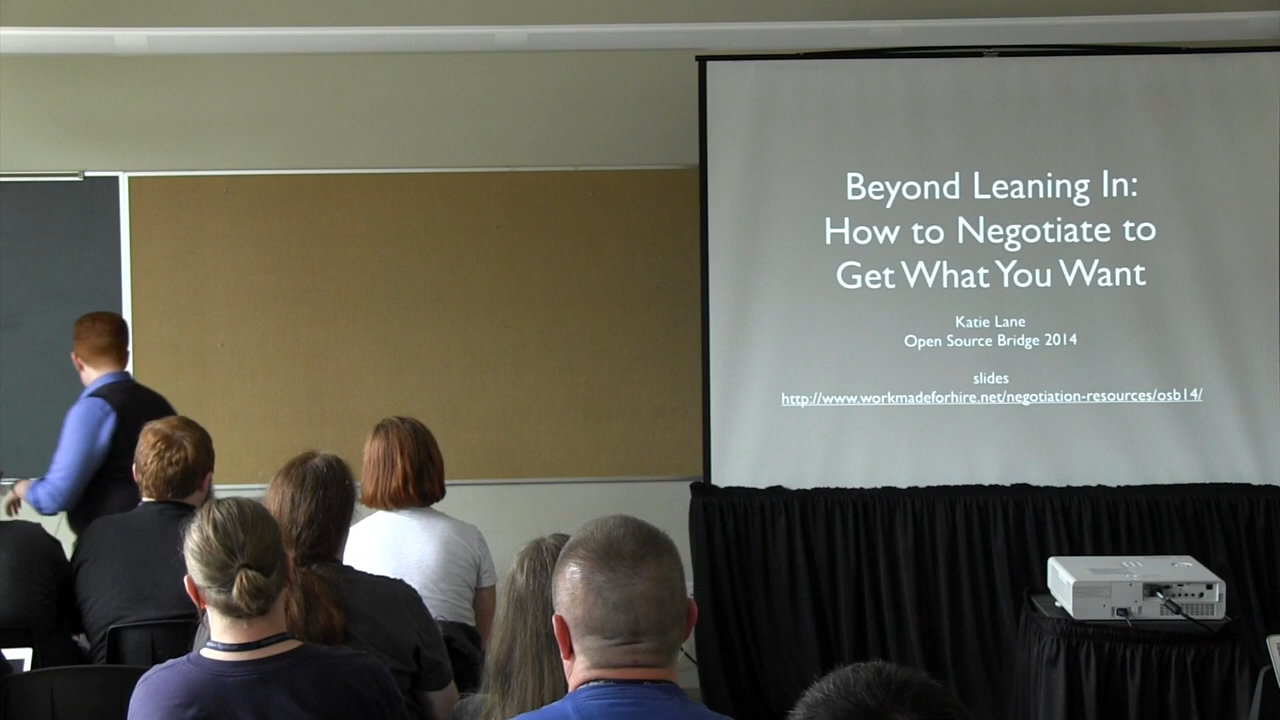 Beyond Leaning In:
How to Negotiate to
Get What You Want
Katie Lane
Open Source Bridge 2014
slides
http://www.workmadeforhire.net/negotiation-resources/osb14/